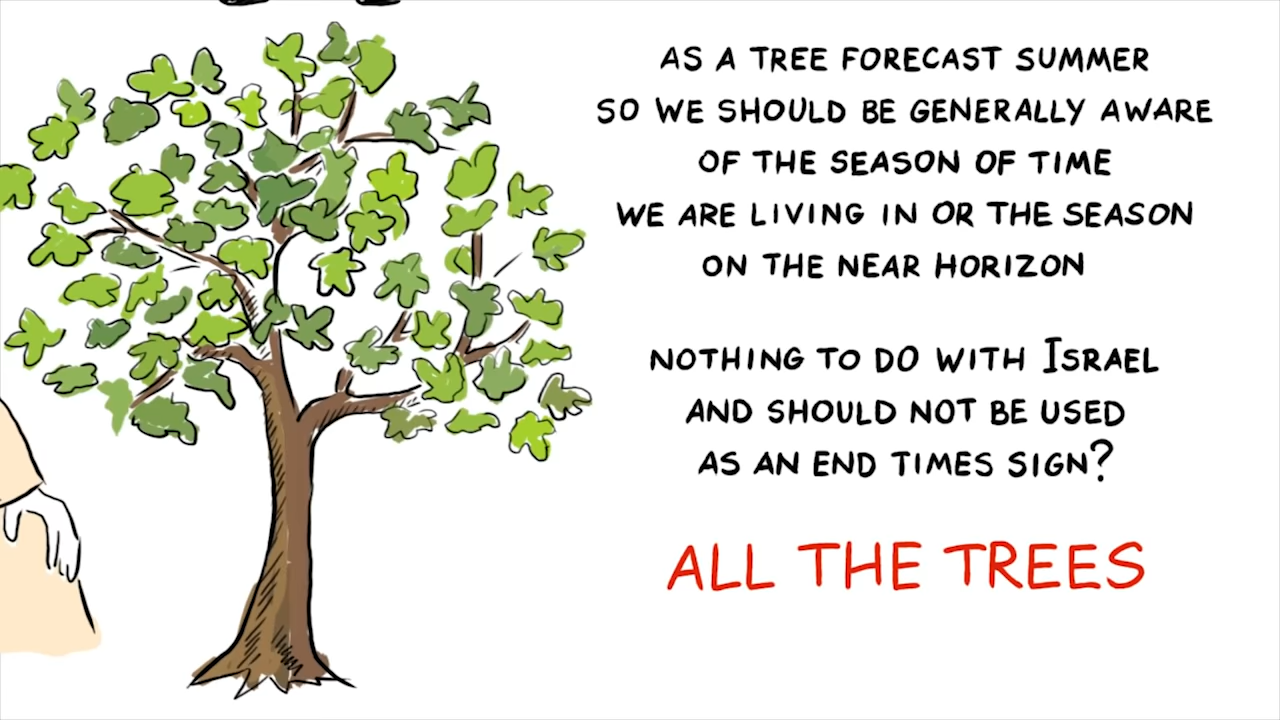 AS A TREE FORECAST SUMMER
SO WE SHOULD BE GENERALLY AWARE
OF THE SEASON OF TIME
WE ARE LIVING IN OR THE SEASON
ON THE NEAR HORIZON
NOTHING TO DO WITH ISRAEL
AND SHOULD NOT BE USED
AS AN END TIMES SIGN?
ALL THE TREES